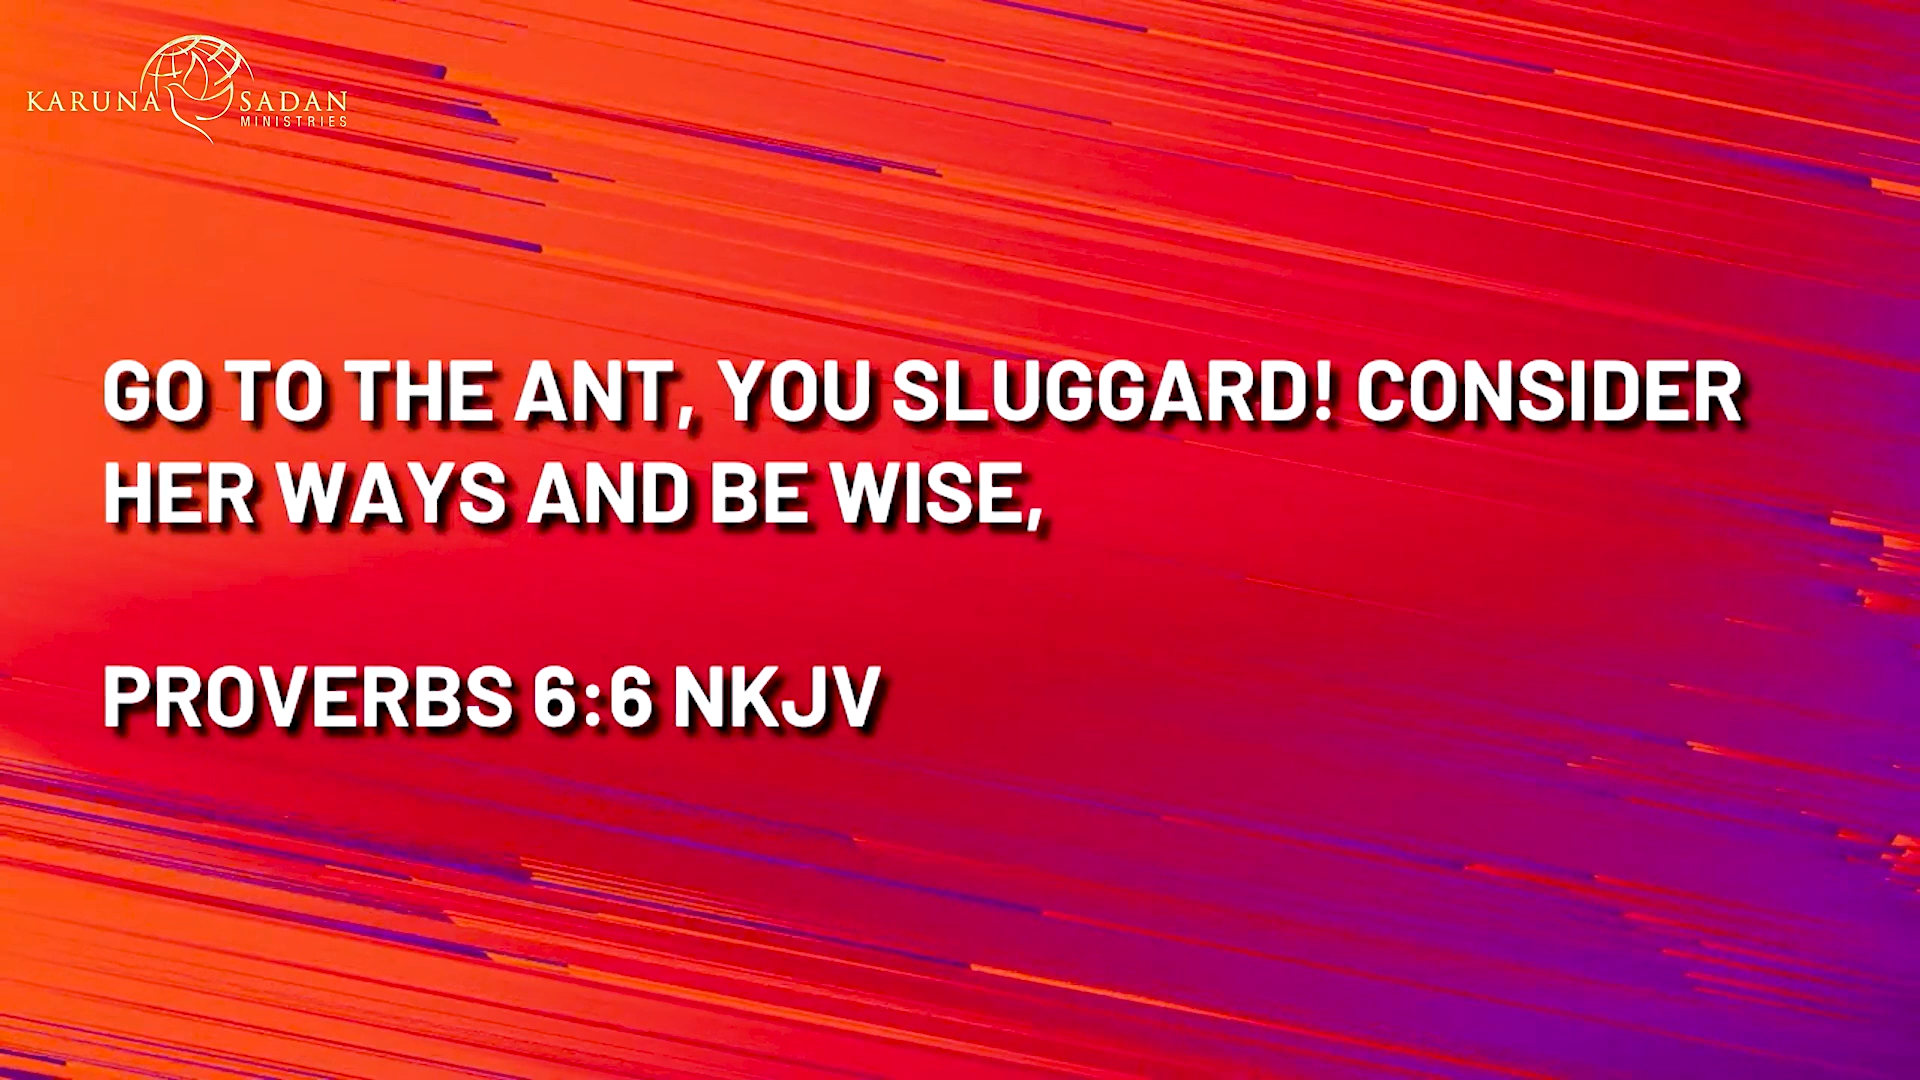 KARUNA SADAN
MINISTRIES
GO TO THE ANT, YOU SLUGGARD! CONSIDER
HER WAYS AND BE WISE,
PROVERBS 6:6 NKJV